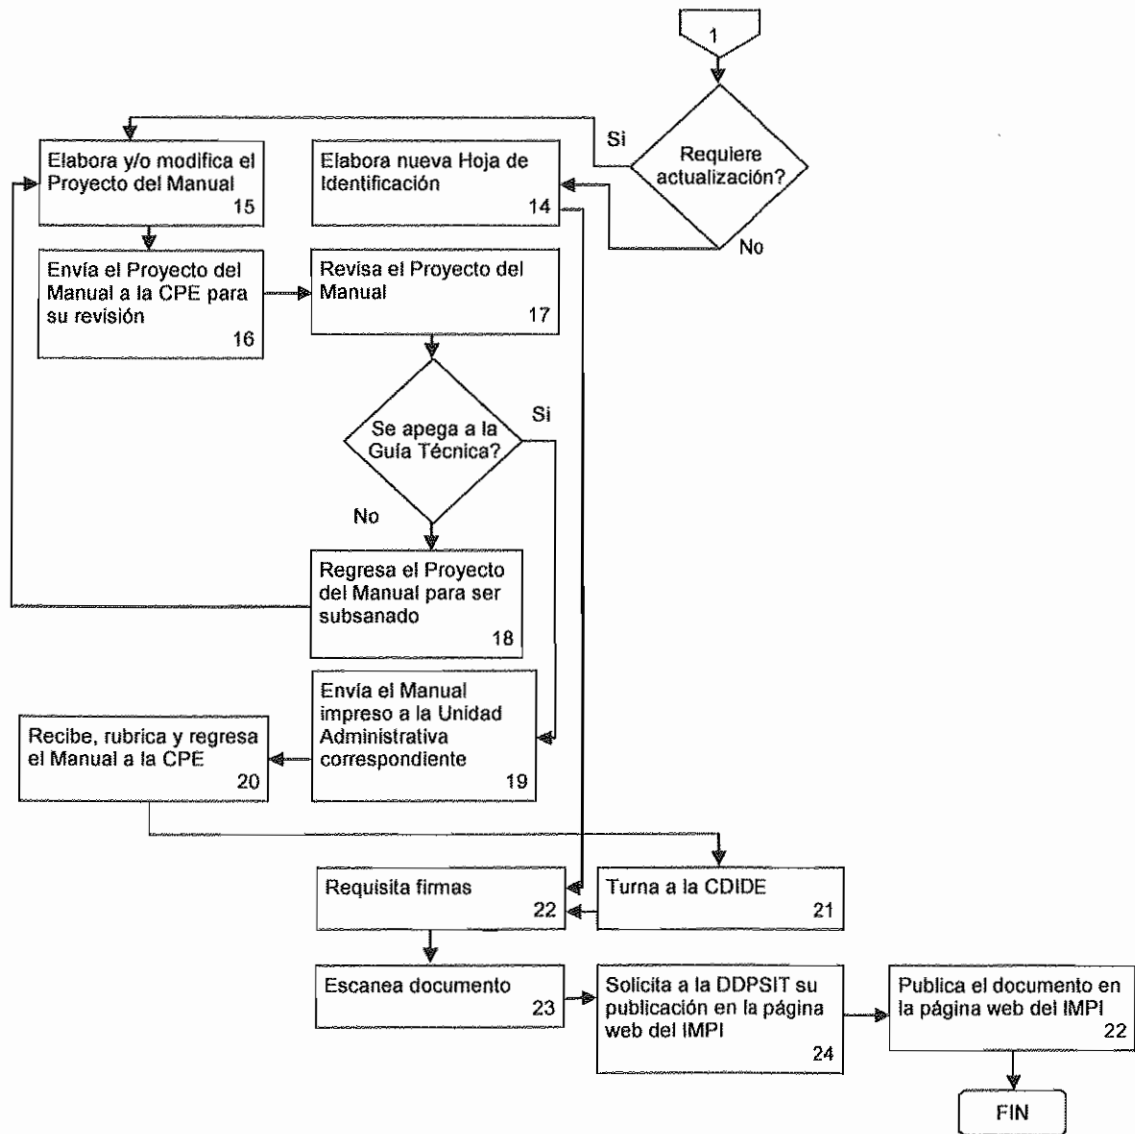 1
Requiere
actualización?
Si
No
Elabora y/o modifica el
Proyecto del Manual
15
Elabora nueva Hoja de
Identificación
14
Envía el Proyecto del
Manual a la CPE para
su revisión
16
Revisa el Proyecto del
Manual
17
Se apega a la
Guía Técnica?
Si
No
Regresa el Proyecto
del Manual para ser
subsanado
18
Envía el Manual
impreso a la Unidad
Administrativa
correspondiente
19
Recibe, rubrica y regresa
el Manual a la CPE
20
Turna a la CDIDE
21
Requisita firmas
22
Escanea documento
23
Solicita a la DDPSIT su
publicación en la página
web del IMPI
24
Publica el documento en
la página web del IMPI
22
FIN